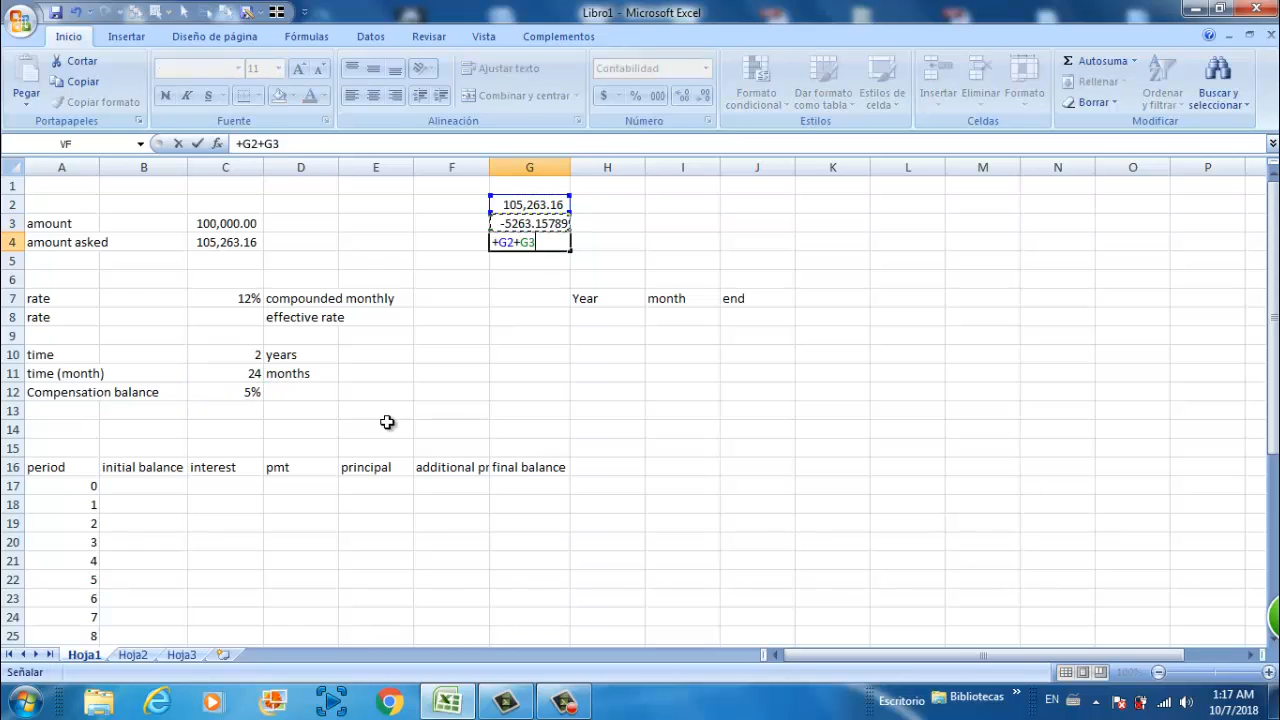 Libro1 - Microsoft Excel
Inicio Insertar Diseño de página Fórmulas Datos Revisar Vista Complementos
Pegar Cortar Copiar Copiar formato Portapapeles
11 A A N K S A Fuente
Ajustar texto Combinar y centrar Alineación
Contabilidad $ % 000 Número
Formato condicional Dar formato como tabla Estilos de celda Estilos
Insertar Eliminar Formato Celdas
Σ Autosuma Rellenar Borrar Ordenar y filtrar Buscar y seleccionar Modificar
VF fx +G2+G3
A B C D E F G H I J K L M N O P
1
2 105,263.16
3 amount 100,000.00 -5263.15789
4 amount asked 105,263.16 +G2+G3
5
6
7 rate 12% compounded monthly Year month end
8 rate effective rate
9
10 time 2 years
11 time (month) 24 months
12 Compensation balance 5%
13
14
15
16 period initial balance interest pmt principal additional pr final balance
17 0
18 1
19 2
20 3
21 4
22 5
23 6
24 7
25 8
Hoja1 Hoja2 Hoja3
Señalar 100%
Escritorio Bibliotecas » EN 1:17 AM
10/7/2018